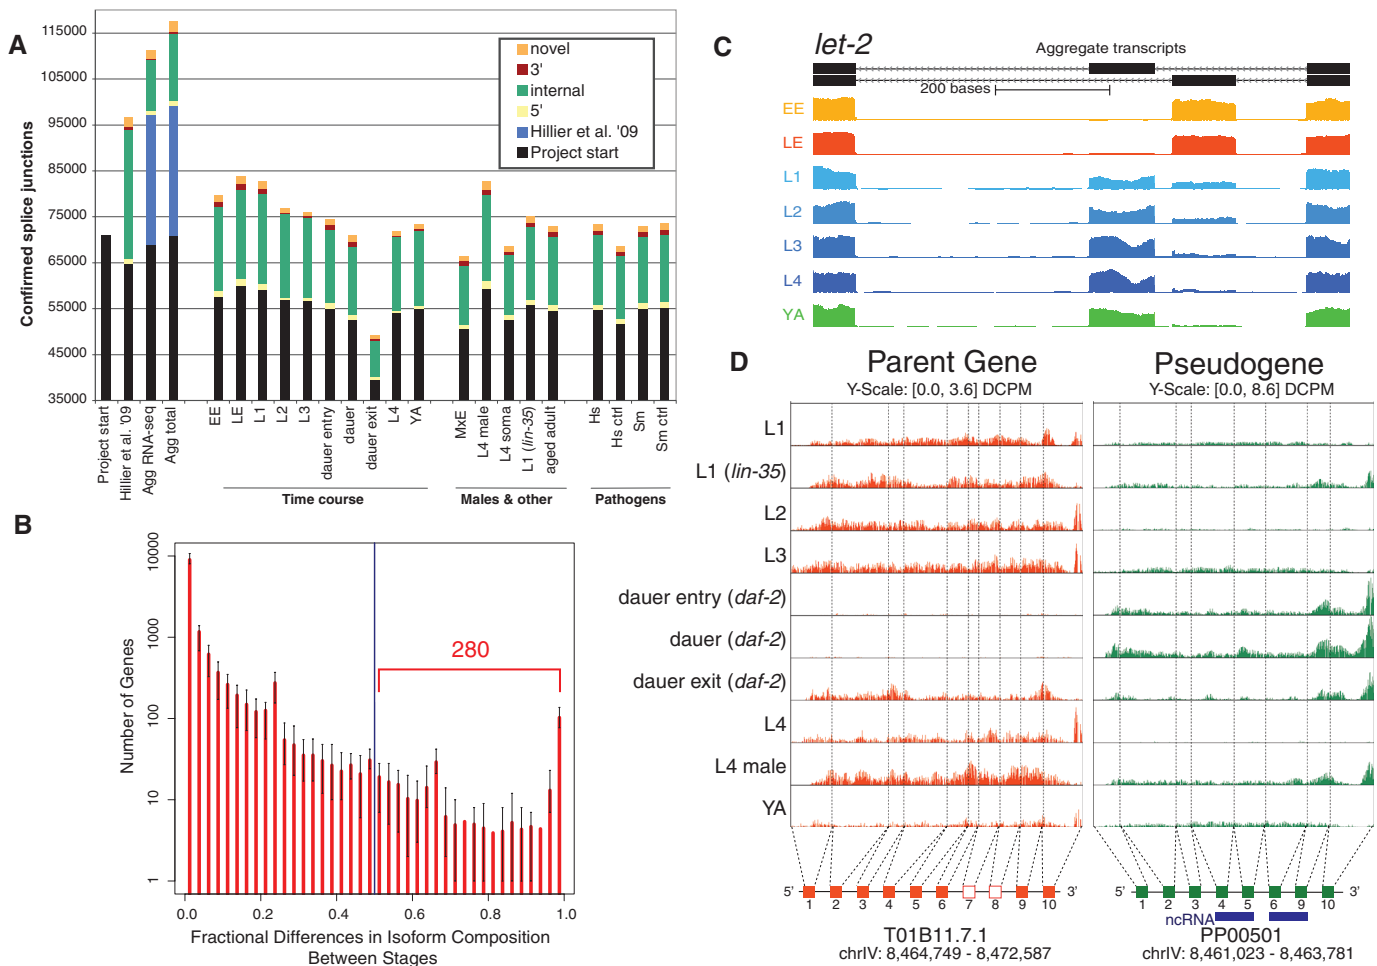 A
Confirmed splice junctions
115000
105000
95000
85000
75000
65000
55000
45000
35000
novel
3'
internal
5'
Hillier et al. '09
Project start
Project start
Hillier et al. '09
Agg RNA-seq
Agg total
EE
LE
L1
L2
L3
dauer entry
dauer
dauer exit
L4
YA
MxE
L4 male
L4 soma
L1 (lin-35)
aged adult
Hs
Hs ctrl
Sm
Sm ctrl
Time course
Males & other
Pathogens
B
Number of Genes
10000
1000
100
10
1
280
0.0 0.2 0.4 0.6 0.8 1.0
Fractional Differences in Isoform Composition
Between Stages
C
let-2
Aggregate transcripts
200 bases
EE
LE
L1
L2
L3
L4
YA
D
Parent Gene
Y-Scale: [0.0, 3.6] DCPM
Pseudogene
Y-Scale: [0.0, 8.6] DCPM
L1
L1 (lin-35)
L2
L3
dauer entry (daf-2)
dauer (daf-2)
dauer exit (daf-2)
L4
L4 male
YA
5' 3'
1 2 3 4 5 6 7 8 9 10
T01B11.7.1
chrIV: 8,464,749 - 8,472,587
5' 3'
1 2 3 4 5 6 9 10
ncRNA
PP00501
chrIV: 8,461,023 - 8,463,781